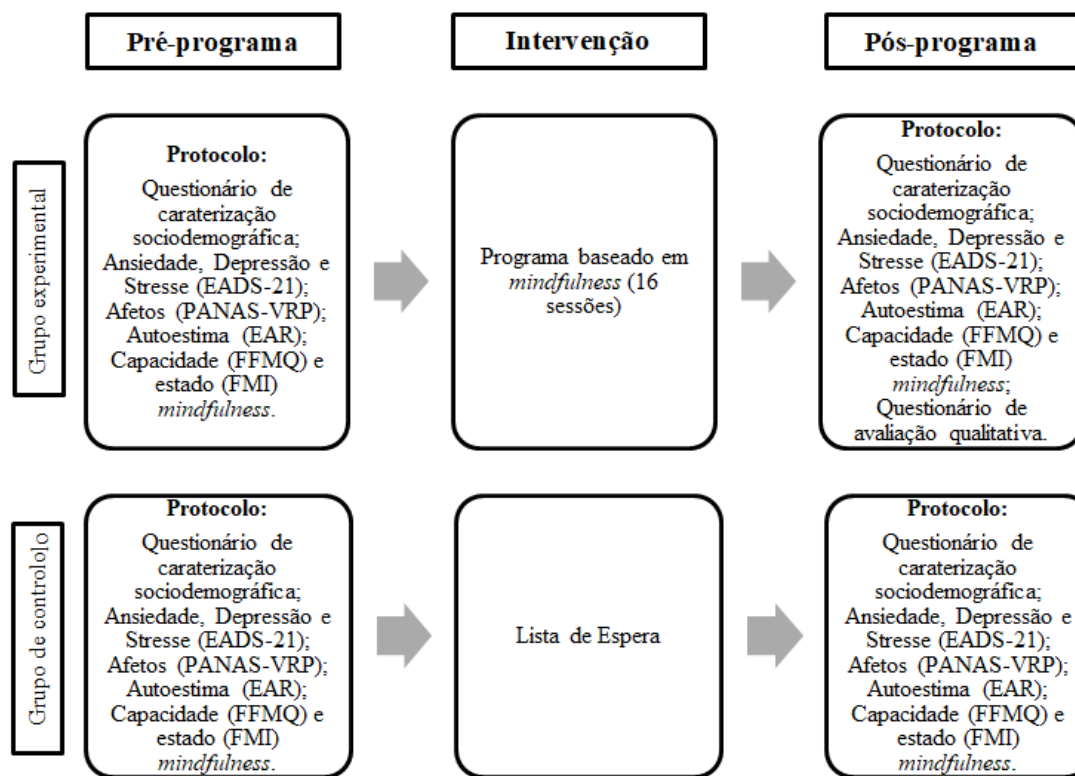 Pré-programa
Intervenção
Pós-programa
Grupo experimental
Protocolo:
Questionário de
caraterização
sociodemográfica;
Ansiedade, Depressão e
Stresse (EADS-21);
Afetos (PANAS-VRP);
Autoestima (EAR);
Capacidade (FFMQ) e
estado (FMI)
mindfulness.
Programa baseado em
mindfulness (16
sessões)
Protocolo:
Questionário de
caraterização
sociodemográfica;
Ansiedade, Depressão e
Stresse (EADS-21);
Afetos (PANAS-VRP);
Autoestima (EAR);
Capacidade (FFMQ) e
estado (FMI)
mindfulness;
Questionário de
avaliação qualitativa.
Grupo de contrololo
Protocolo:
Questionário de
caraterização
sociodemográfica;
Ansiedade, Depressão e
Stresse (EADS-21);
Afetos (PANAS-VRP);
Autoestima (EAR);
Capacidade (FFMQ) e
estado (FMI)
mindfulness.
Lista de Espera
Protocolo:
Questionário de
caraterização
sociodemográfica;
Ansiedade, Depressão e
Stresse (EADS-21);
Afetos (PANAS-VRP);
Autoestima (EAR);
Capacidade (FFMQ) e
estado (FMI)
mindfulness.